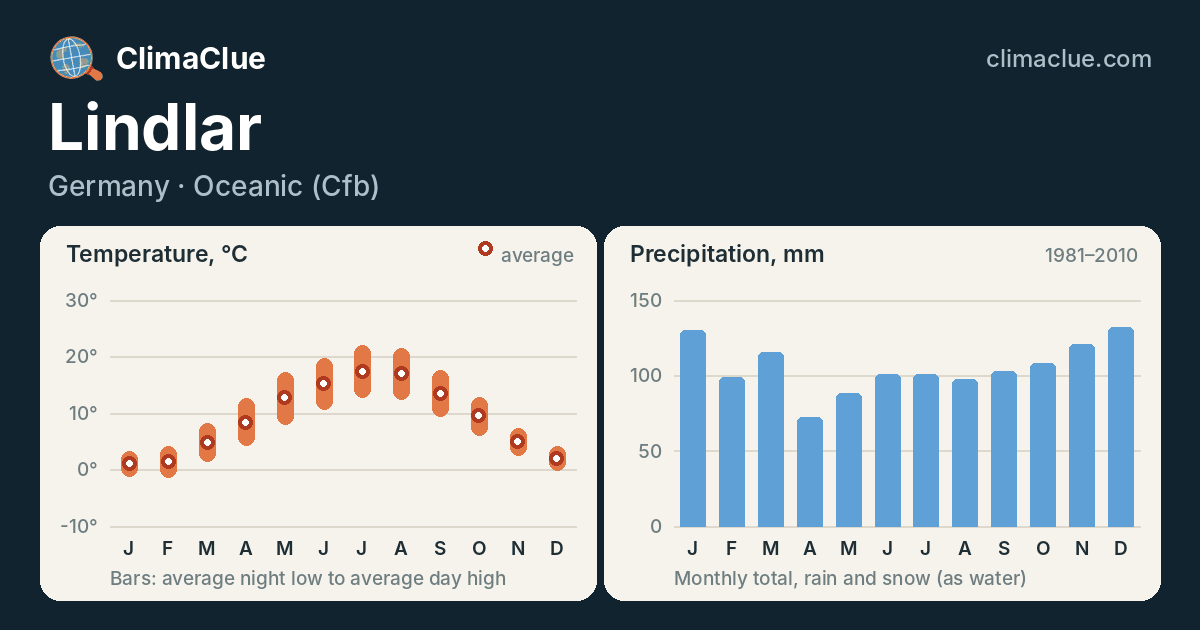 ClimaClue
climaclue.com
Lindlar
Germany · Oceanic (Cfb)
Temperature, °C
average
30°
20°
10°
0°
-10°
J F M A M J J A S O N D
Bars: average night low to average day high
Precipitation, mm
1981–2010
150
100
50
0
J F M A M J J A S O N D
Monthly total, rain and snow (as water)